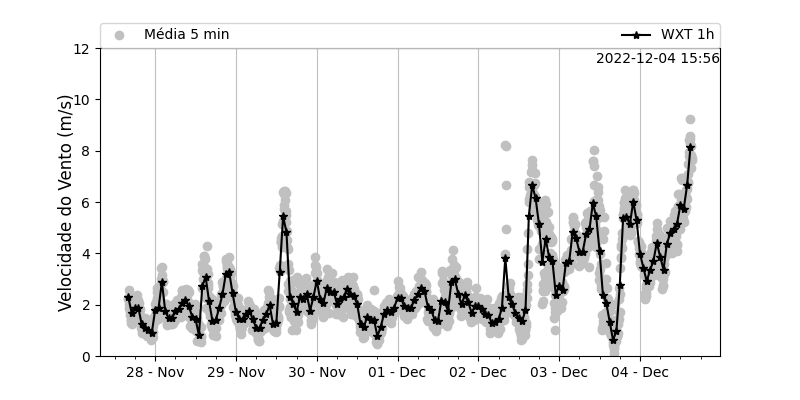 Média 5 min
WXT 1h
2022-12-04 15:56
Velocidade do Vento (m/s)
12
10
8
6
4
2
0
28 - Nov
29 - Nov
30 - Nov
01 - Dec
02 - Dec
03 - Dec
04 - Dec